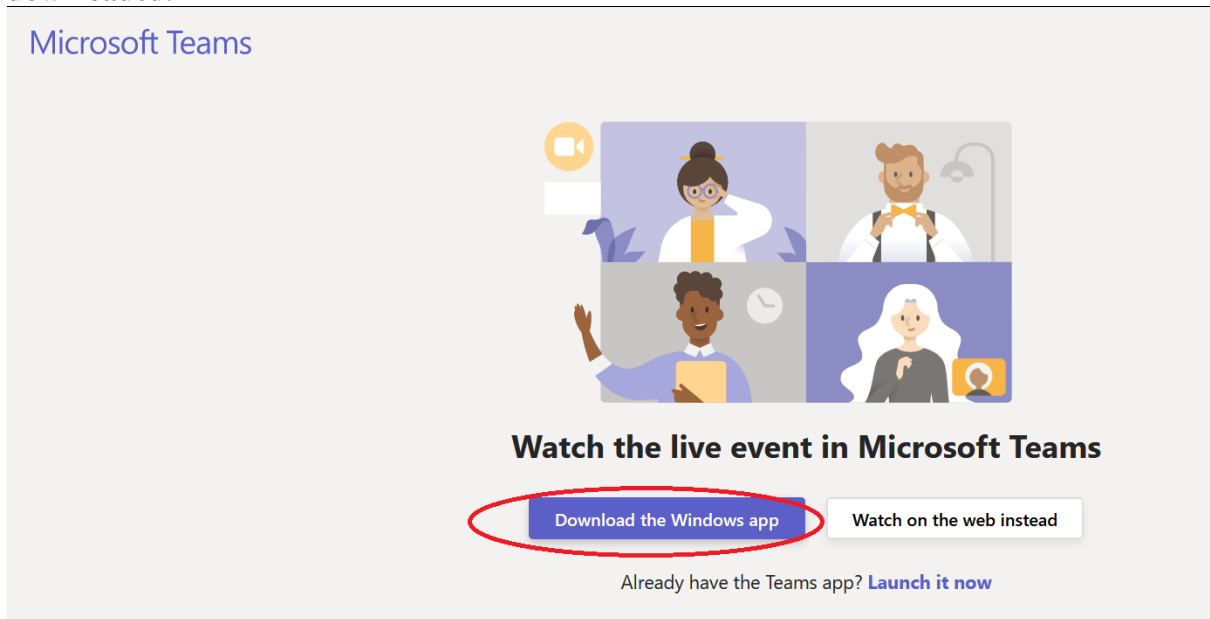 Microsoft Teams
Watch the live event in Microsoft Teams
Download the Windows app
Watch on the web instead
Already have the Teams app? Launch it now